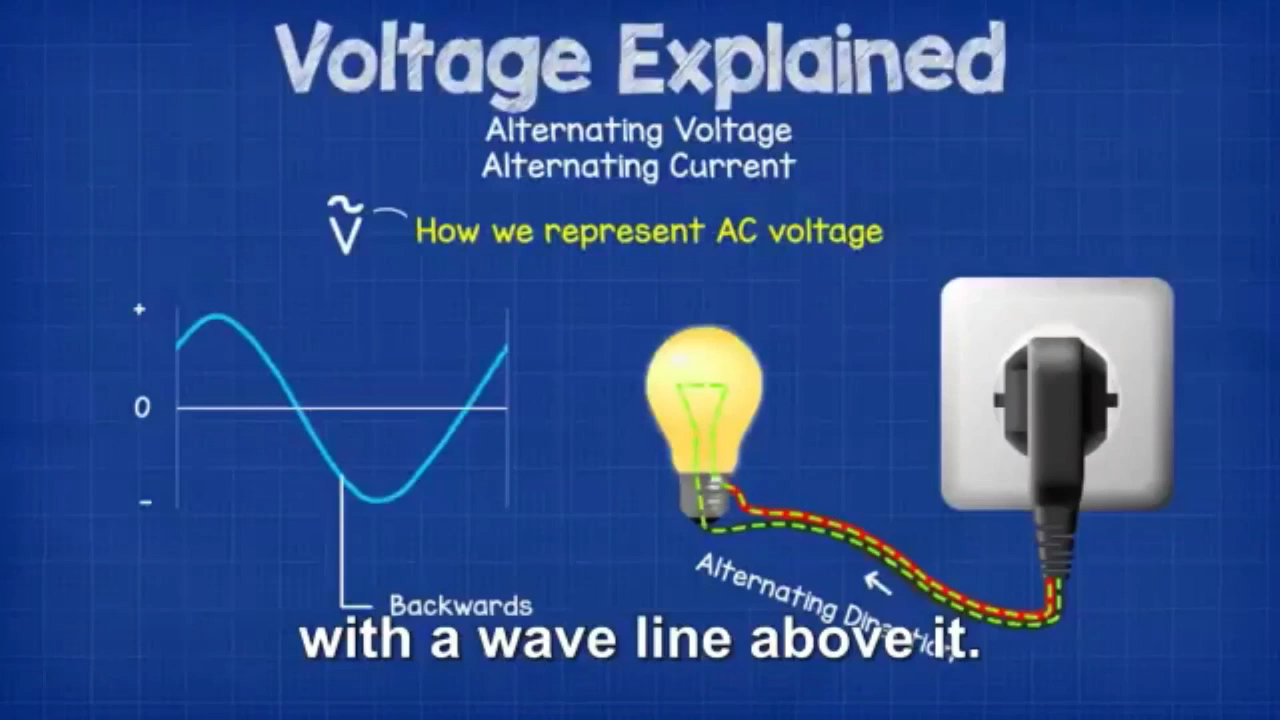 Voltage Explained
Alternating Voltage
Alternating Current
Ṽ
How we represent AC voltage
+
0
-
Backwards
Alternating Direction
with a wave line above it.